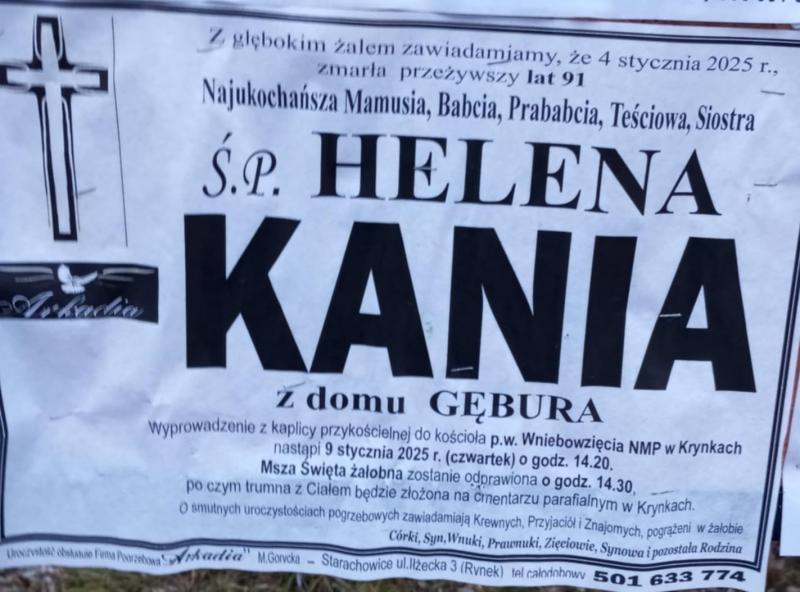 Z głębokim żalem zawiadamjamy, że 4 stycznia 2025 r.,
zmarła przeżywszy lat 91
Najukochańsza Mamusia, Babcia, Prababcia, Teściowa, Siostra
Ś.P. HELENA
KANIA
Arkadia
z domu GĘBURA
Wyprowadzenie z kaplicy przykościelnej do kościoła p.w. Wniebowzięcia NMP w Krynkach
nastąpi 9 stycznia 2025 r. (czwartek) o godz. 14.20.
Msza Święta żałobna zostanie odprawiona o godz. 14.30,
po czym trumna z Ciałem będzie złożona na cmentarzu parafialnym w Krynkach.
O smutnych uroczystościach pogrzebowych zawiadamiają Krewnych, Przyjaciół i Znajomych, pogrążeni w żałobie
Córki, Syn, Wnuki, Prawnuki, Zięciowie, Synowa i pozostała Rodzina
Uroczystość obsługuje Firma Pogrzebowa "Arkadia" M.Gorycka – Starachowice ul.Iłżecka 3 (Rynek) tel.całodobowy 501 633 774